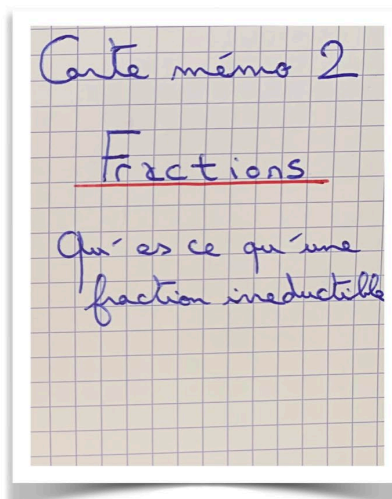 Carte mémo 2
Fractions
Qu'es ce qu'une
fraction irreductible